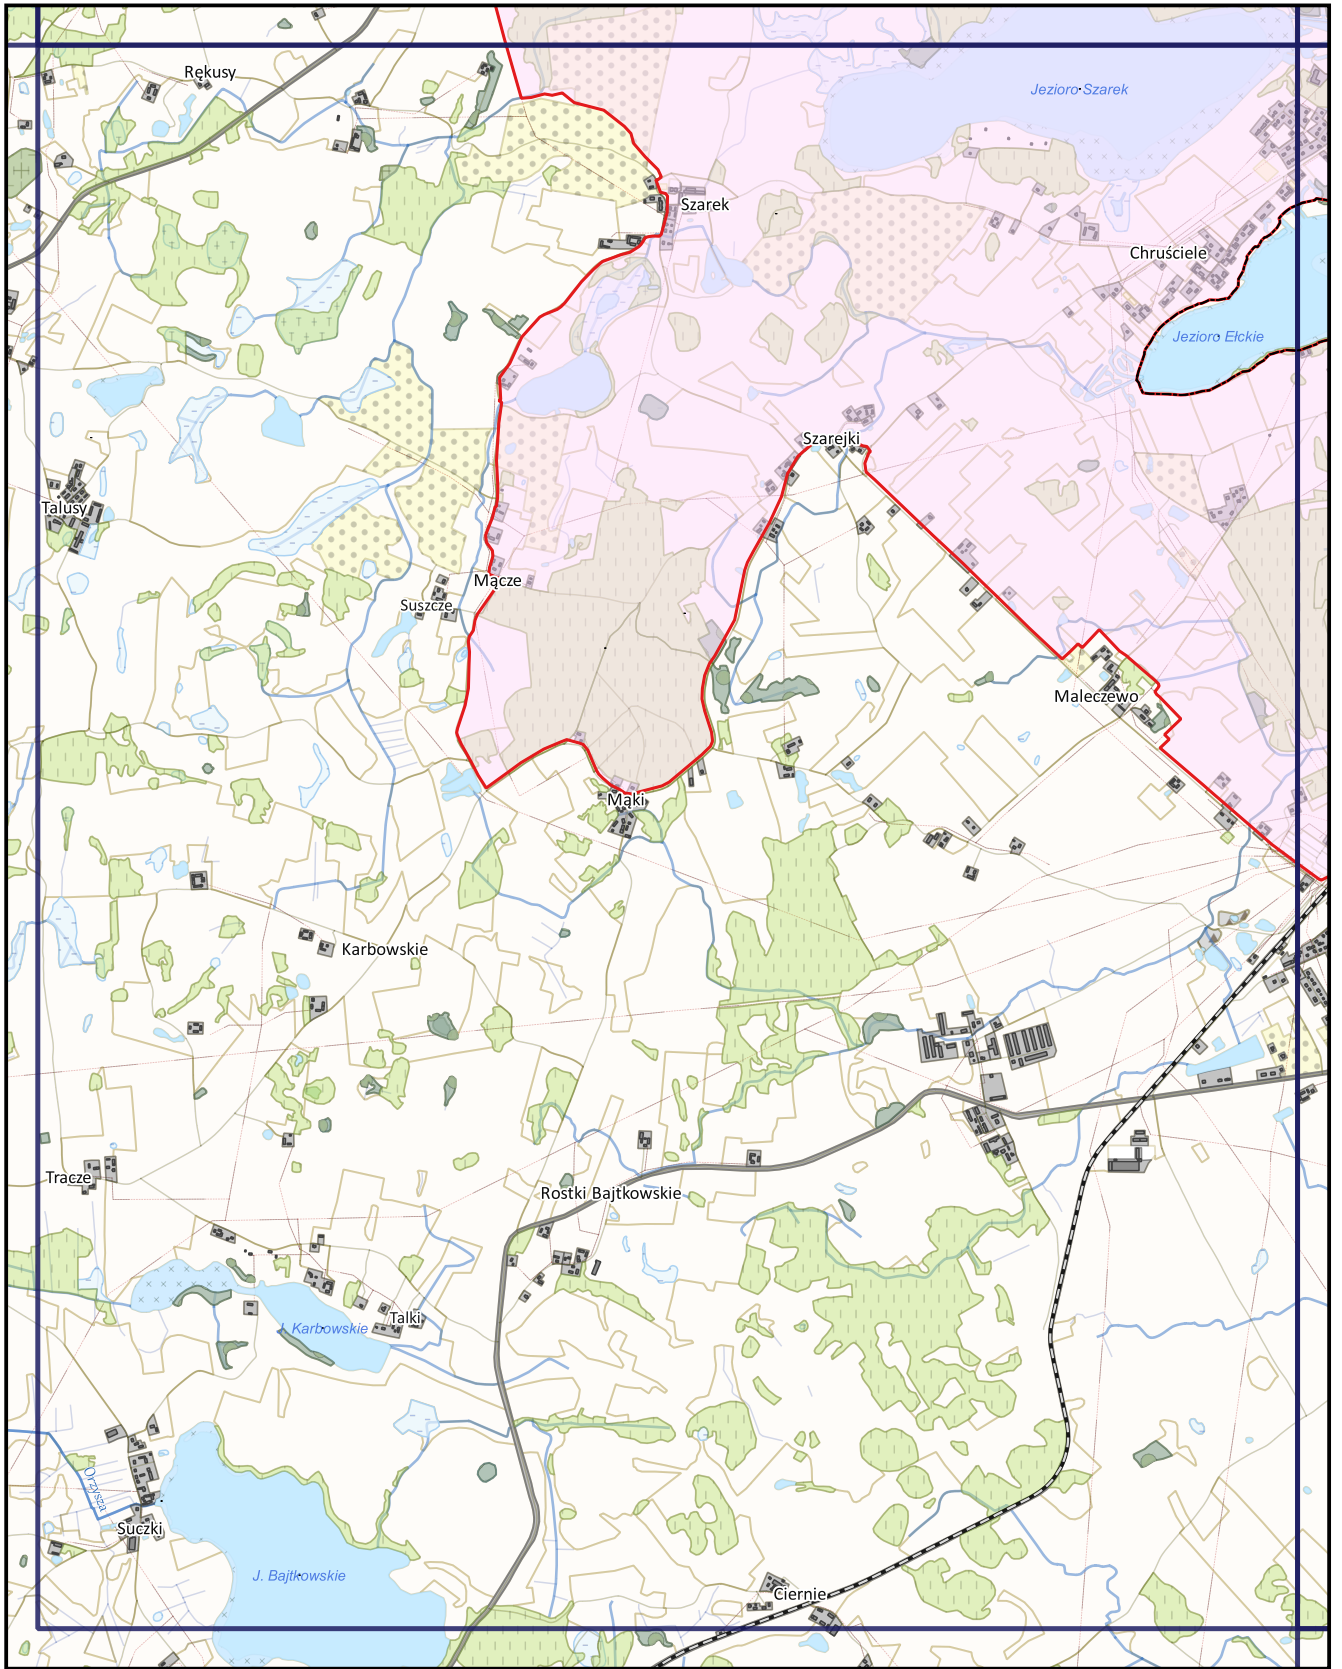 Rękusy
Jezioro Szarek
Szarek
Chruściele
Jezioro Ełckie
Szarejki
Talusy
Mącze
Suszcze
Maleczewo
Mąki
Karbowskie
Tracze
Rostki Bajtkowskie
Talki
J. Karbowskie
Orzysza
Suczki
J. Bajtkowskie
Ciernie